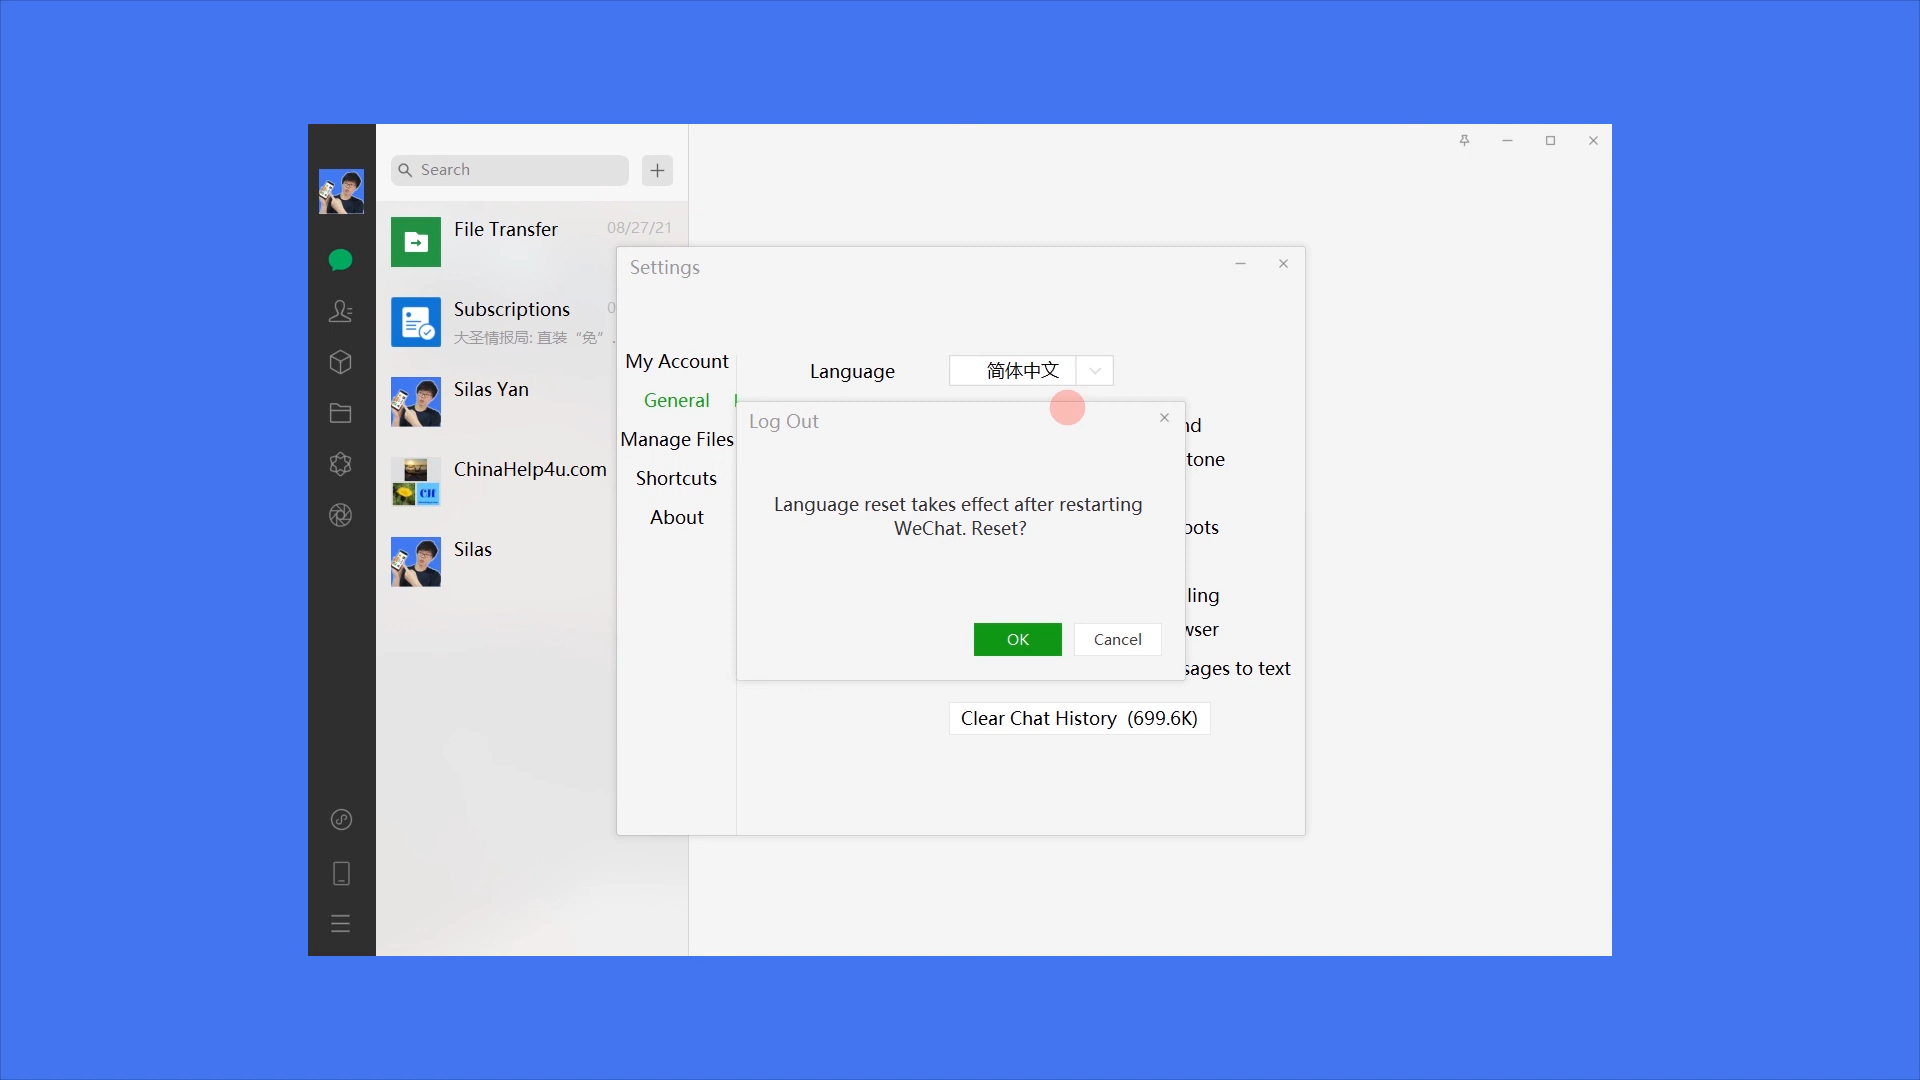 Search
File Transfer
08/27/21
Subscriptions
大圣情报局: 直装“免”.
Silas Yan
ChinaHelp4u.com
CH
Silas
Settings
My Account
General
Manage Files
Shortcuts
About
Language
简体中文
Log Out
Language reset takes effect after restarting
WeChat. Reset?
OK
Cancel
nd
tone
oots
ling
wser
sages to text
Clear Chat History (699.6K)